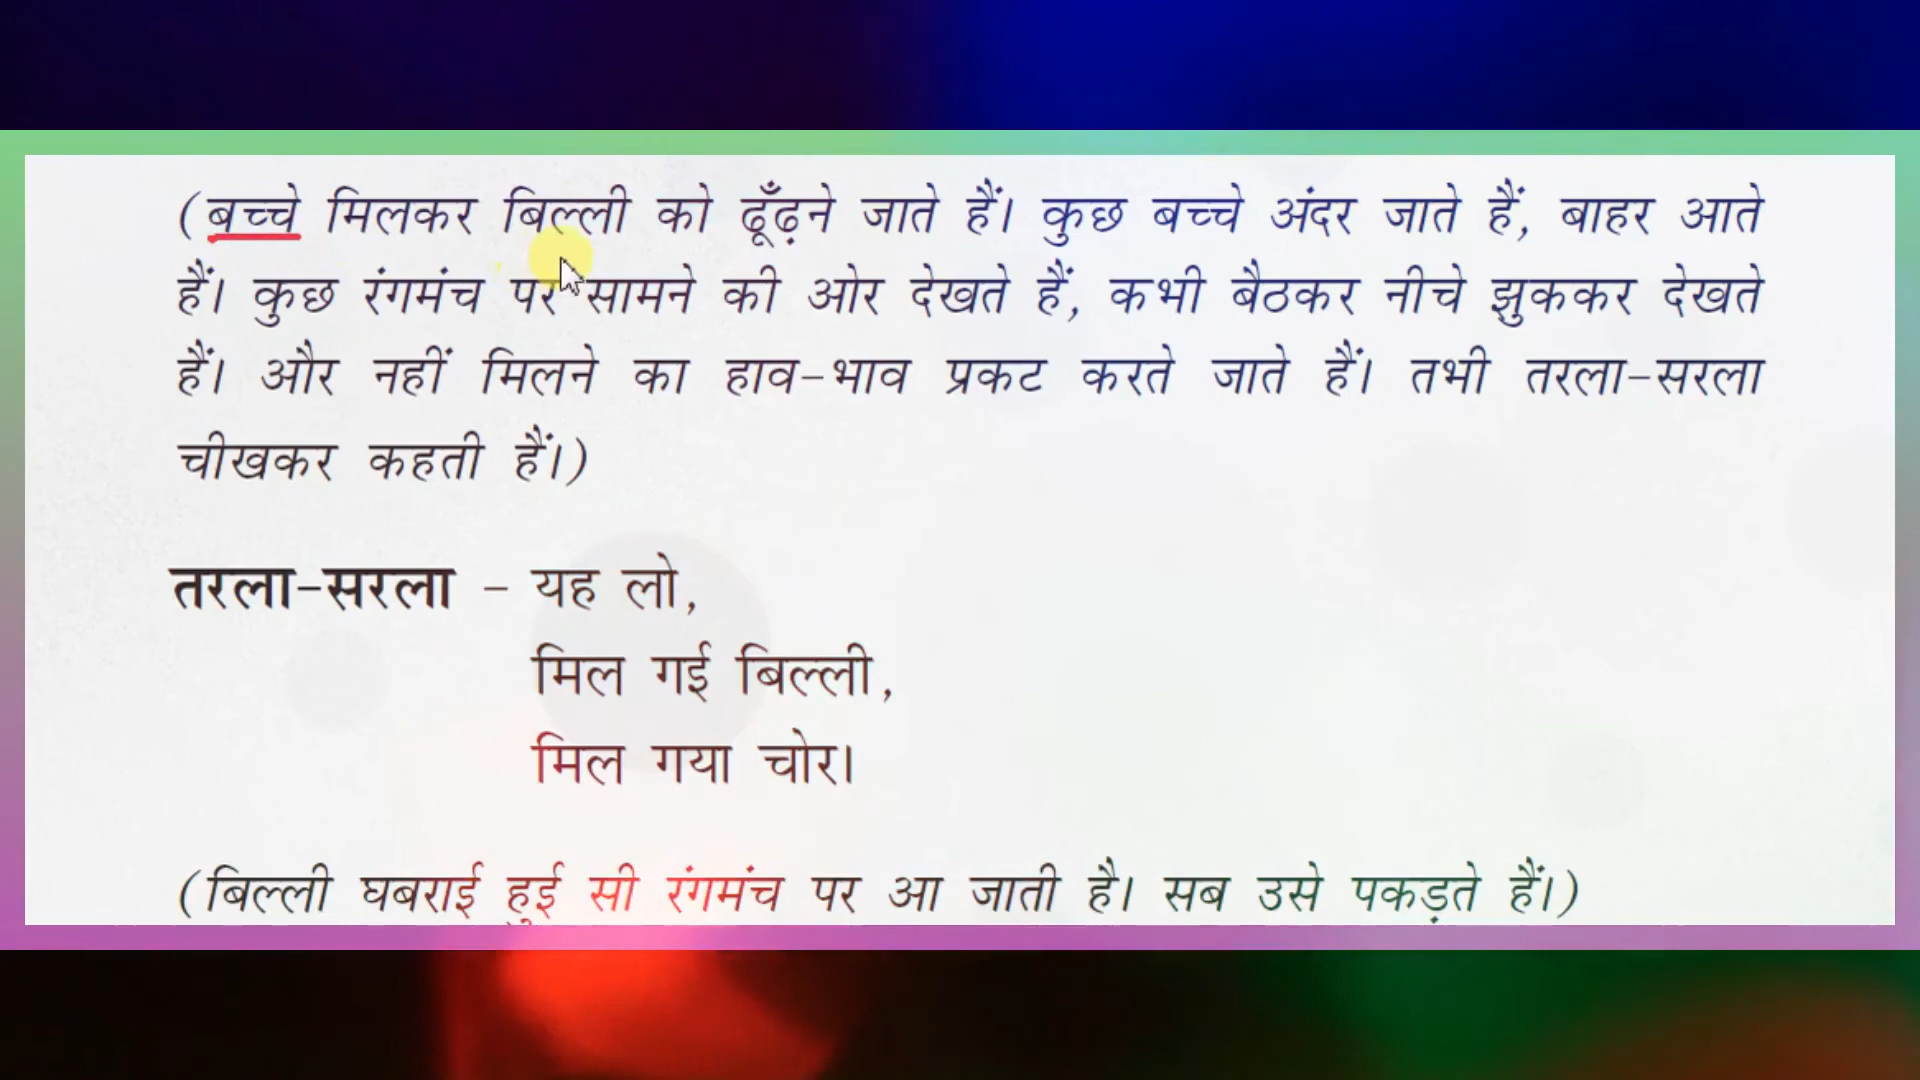 (बच्चे मिलकर बिल्ली को ढूँढ़ने जाते हैं। कुछ बच्चे अंदर जाते हैं, बाहर आते
हैं। कुछ रंगमंच पर सामने की ओर देखते हैं, कभी बैठकर नीचे झुककर देखते
हैं। और नहीं मिलने का हाव-भाव प्रकट करते जाते हैं। तभी तरला-सरला
चीखकर कहती हैं।)
तरला-सरला - यह लो,
मिल गई बिल्ली,
मिल गया चोर।
(बिल्ली घबराई हुई सी रंगमंच पर आ जाती है। सब उसे पकड़ते हैं।)